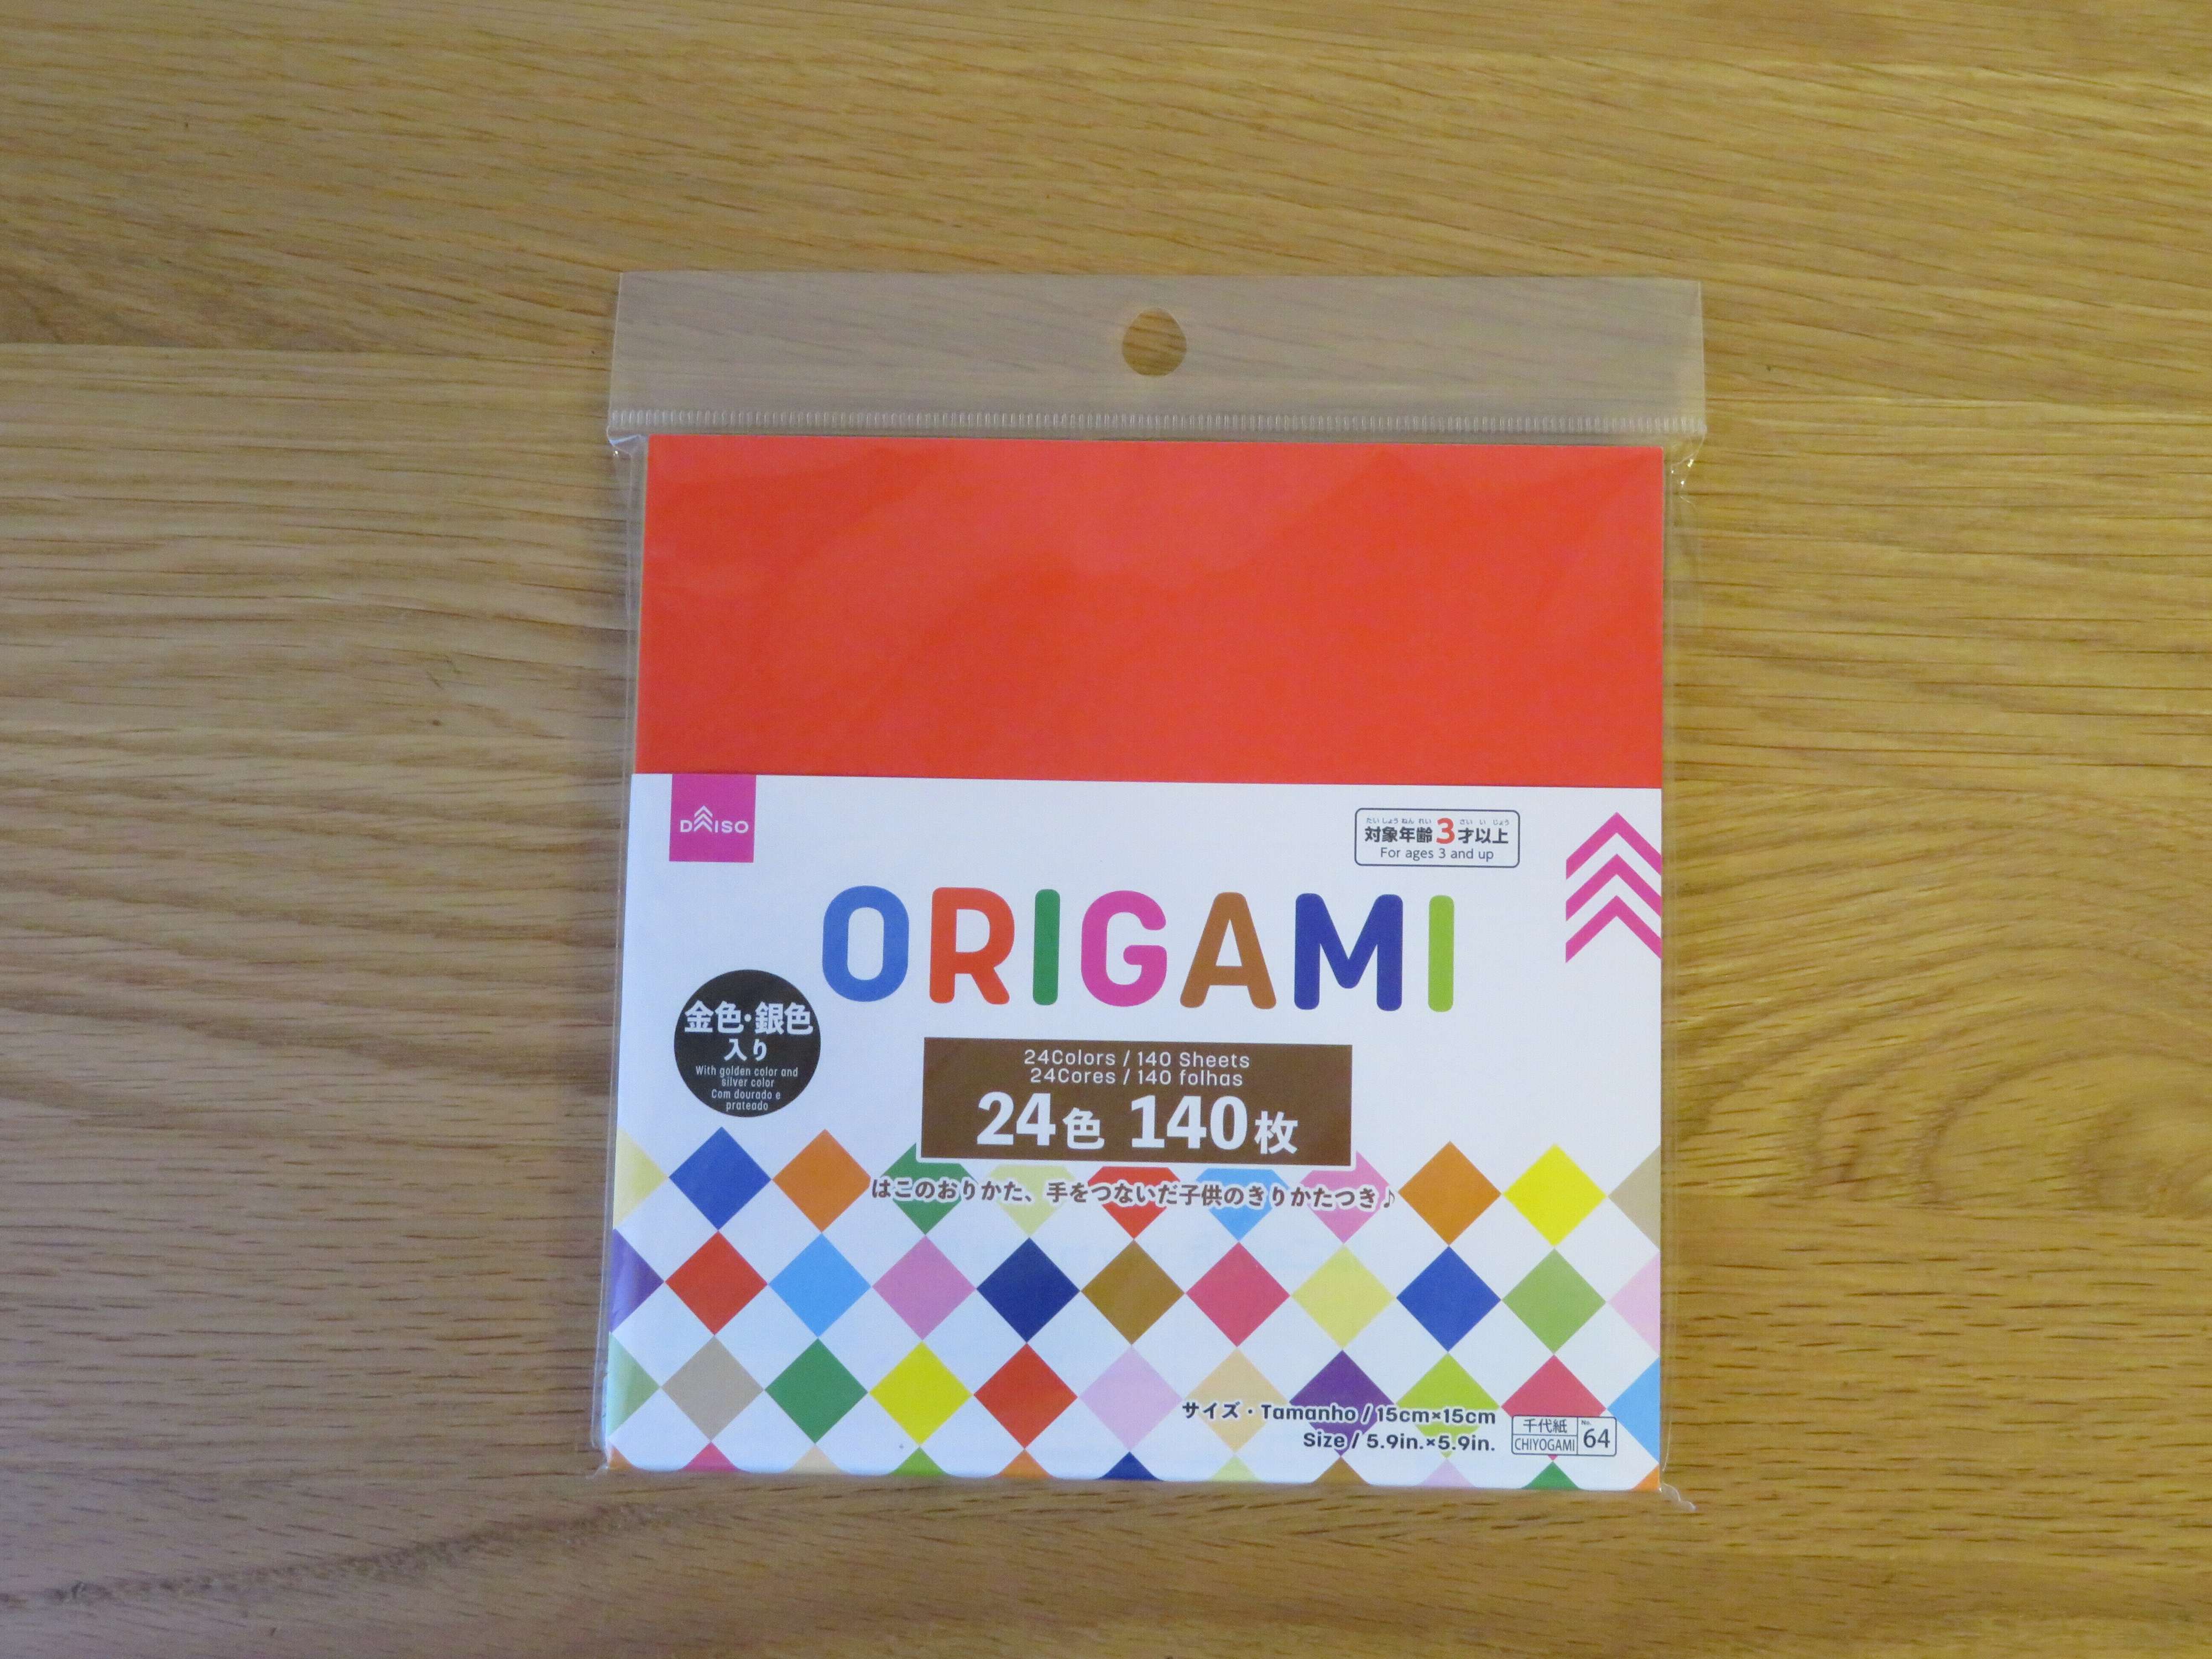 DAISO
たいしょうねんれい さいいじょう
対象年齢3才以上
For ages 3 and up
ORIGAMI
金色・銀色
入り
With golden color and
silver color
Com dourado e
prateado
24Colors / 140 Sheets
24Cores / 140 folhas
24色 140枚
はこのおりかた、手をつないだ子供のきりかたつき♪
サイズ・Tamanho / 15cm×15cm
Size / 5.9in.×5.9in.
千代紙
CHIYOGAMI
No.
64